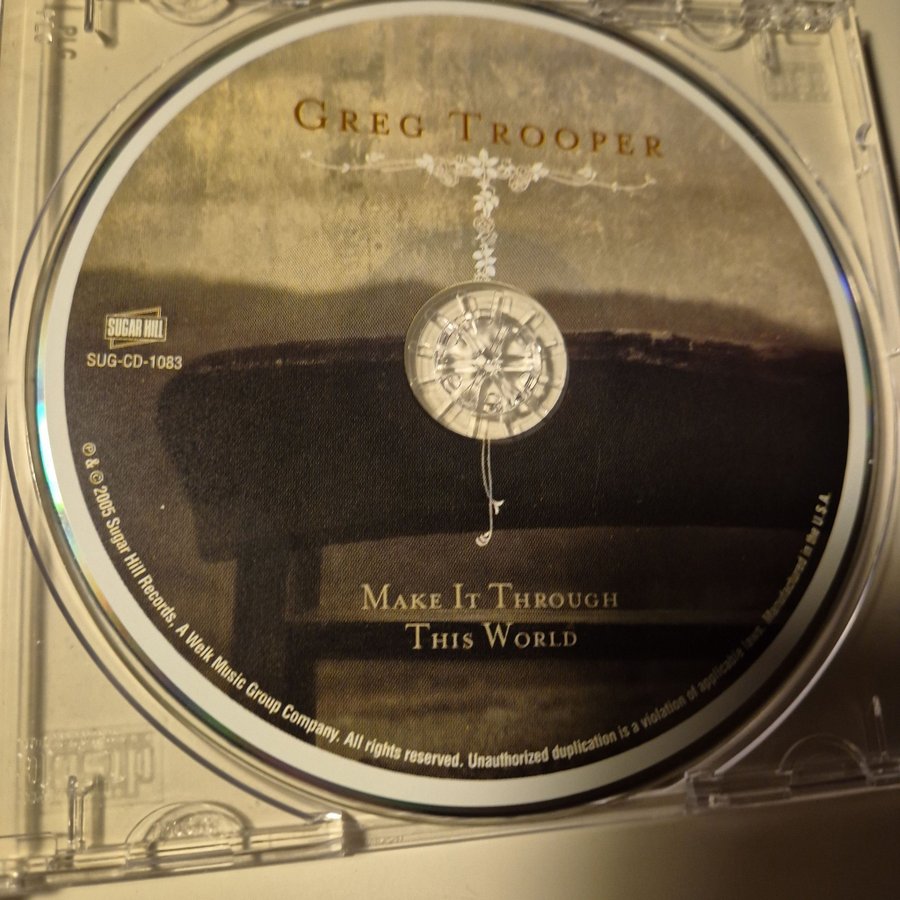 GREG TROOPER
SUGAR HILL
SUG-CD-1083
MAKE IT THROUGH
THIS WORLD
℗ & © 2005 Sugar Hill Records, A Welk Music Group Company. All rights reserved. Unauthorized duplication is a violation of applicable laws. Manufactured in the U.S.A.